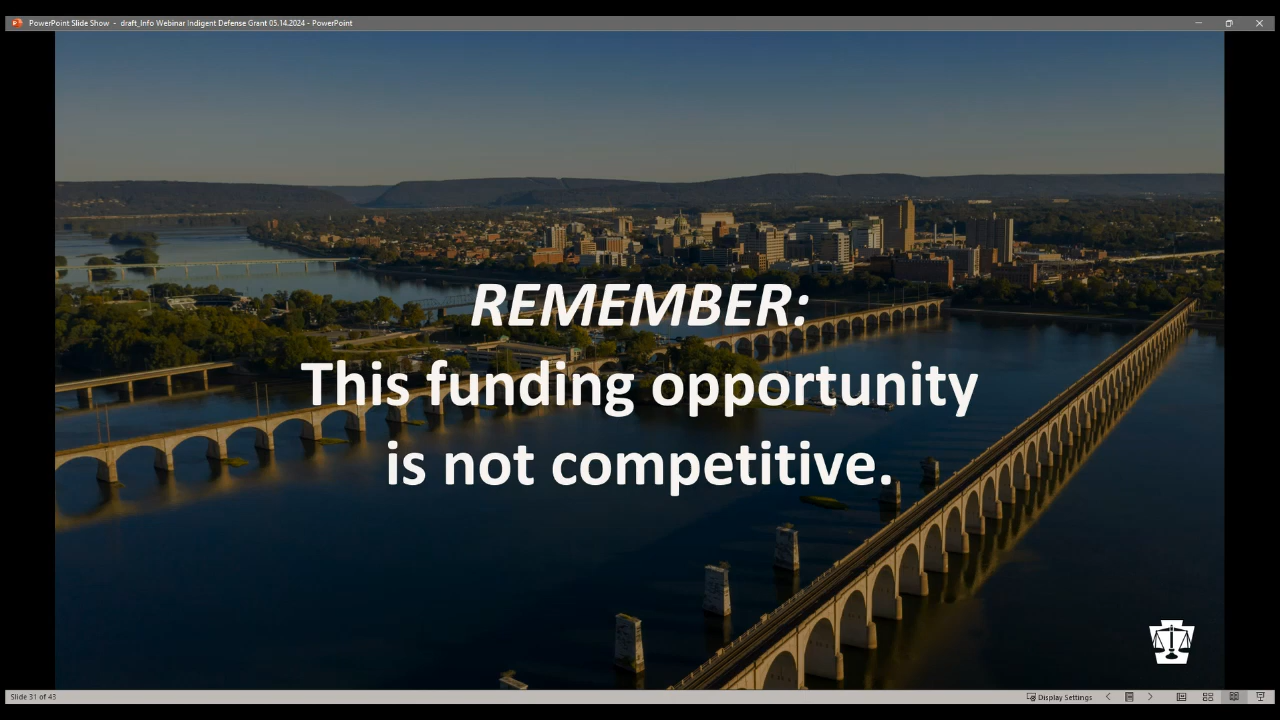 PowerPoint Slide Show - draft_Info Webinar Indigent Defense Grant 05.14.2024 - PowerPoint
REMEMBER:
This funding opportunity
is not competitive.
Slide 31 of 43
Display Settings